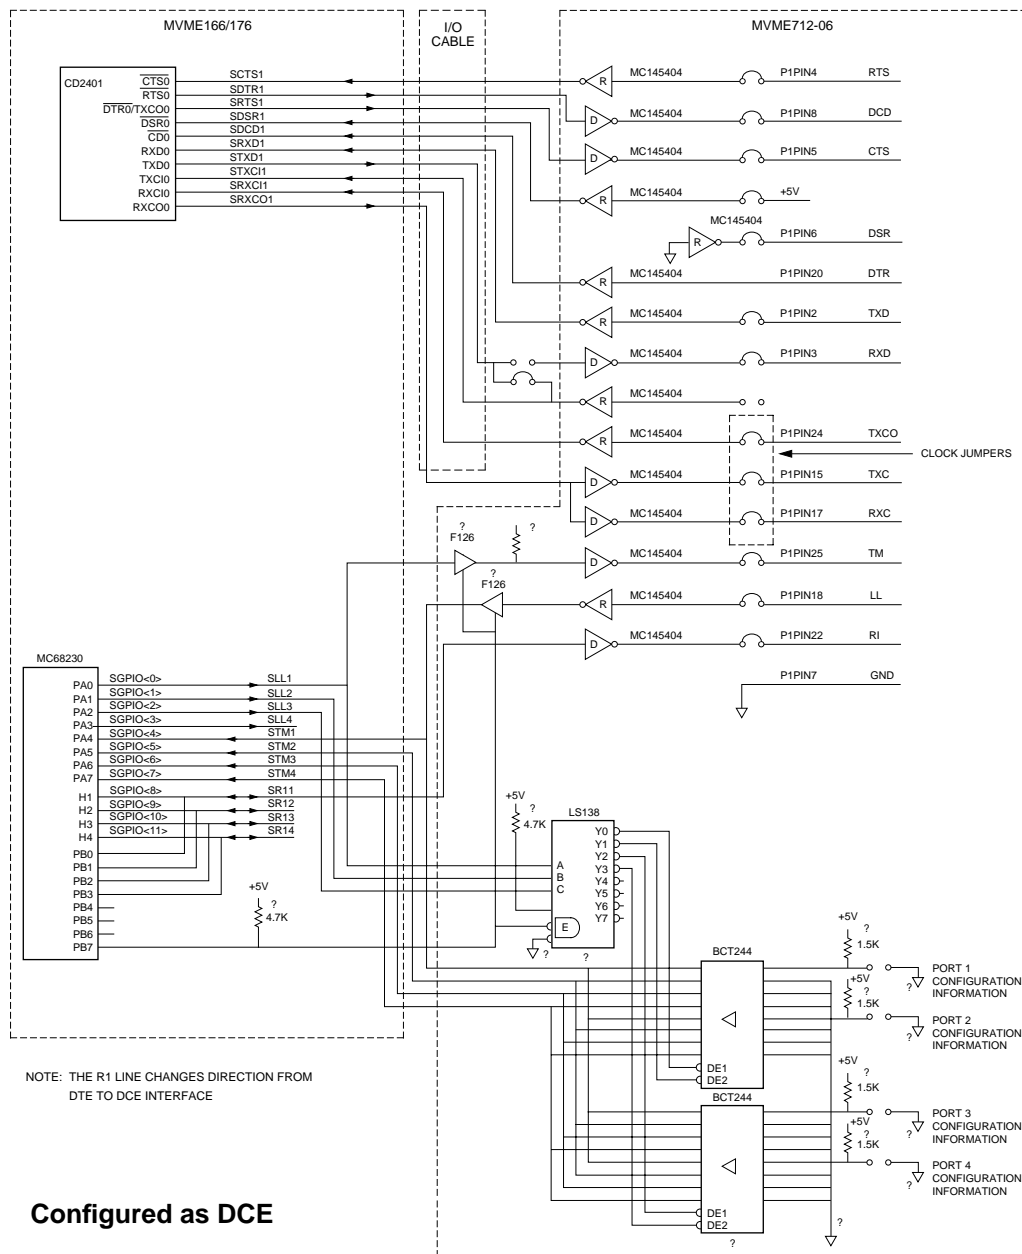 MVME166/176
I/O
CABLE
MVME712-06
CD2401
CTS0
RTS0
DTR0/TXCO0
DSR0
CD0
RXD0
TXD0
TXCI0
RXCI0
RXCO0
SCTS1
SDTR1
SRTS1
SDSR1
SDCD1
SRXD1
STXD1
STXCI1
SRXCI1
SRXCO1
R MC145404 P1PIN4 RTS
D MC145404 P1PIN8 DCD
D MC145404 P1PIN5 CTS
R MC145404 +5V
MC145404
R P1PIN6 DSR
R MC145404 P1PIN20 DTR
R MC145404 P1PIN2 TXD
D MC145404 P1PIN3 RXD
R MC145404
R MC145404 P1PIN24 TXCO
CLOCK JUMPERS
D MC145404 P1PIN15 TXC
D MC145404 P1PIN17 RXC
?
F126
?
D MC145404 P1PIN25 TM
?
F126
R MC145404 P1PIN18 LL
D MC145404 P1PIN22 RI
P1PIN7 GND
MC68230
PA0 SGPIO<0> SLL1
PA1 SGPIO<1> SLL2
PA2 SGPIO<2> SLL3
PA3 SGPIO<3> SLL4
PA4 SGPIO<4> STM1
PA5 SGPIO<5> STM2
PA6 SGPIO<6> STM3
PA7 SGPIO<7> STM4
H1 SGPIO<8> SR11
H2 SGPIO<9> SR12
H3 SGPIO<10> SR13
H4 SGPIO<11> SR14
PB0
PB1
PB2
PB3
PB4
PB5
PB6
PB7
+5V
?
4.7K
+5V
?
4.7K
LS138
A
B
C
E
Y0
Y1
Y2
Y3
Y4
Y5
Y6
Y7
?
?
BCT244
DE1
DE2
+5V
?
1.5K
?
PORT 1
CONFIGURATION
INFORMATION
+5V
?
1.5K
?
PORT 2
CONFIGURATION
INFORMATION
BCT244
DE1
DE2
?
+5V
?
1.5K
?
PORT 3
CONFIGURATION
INFORMATION
+5V
?
1.5K
?
PORT 4
CONFIGURATION
INFORMATION
?
NOTE: THE R1 LINE CHANGES DIRECTION FROM
DTE TO DCE INTERFACE
Configured as DCE